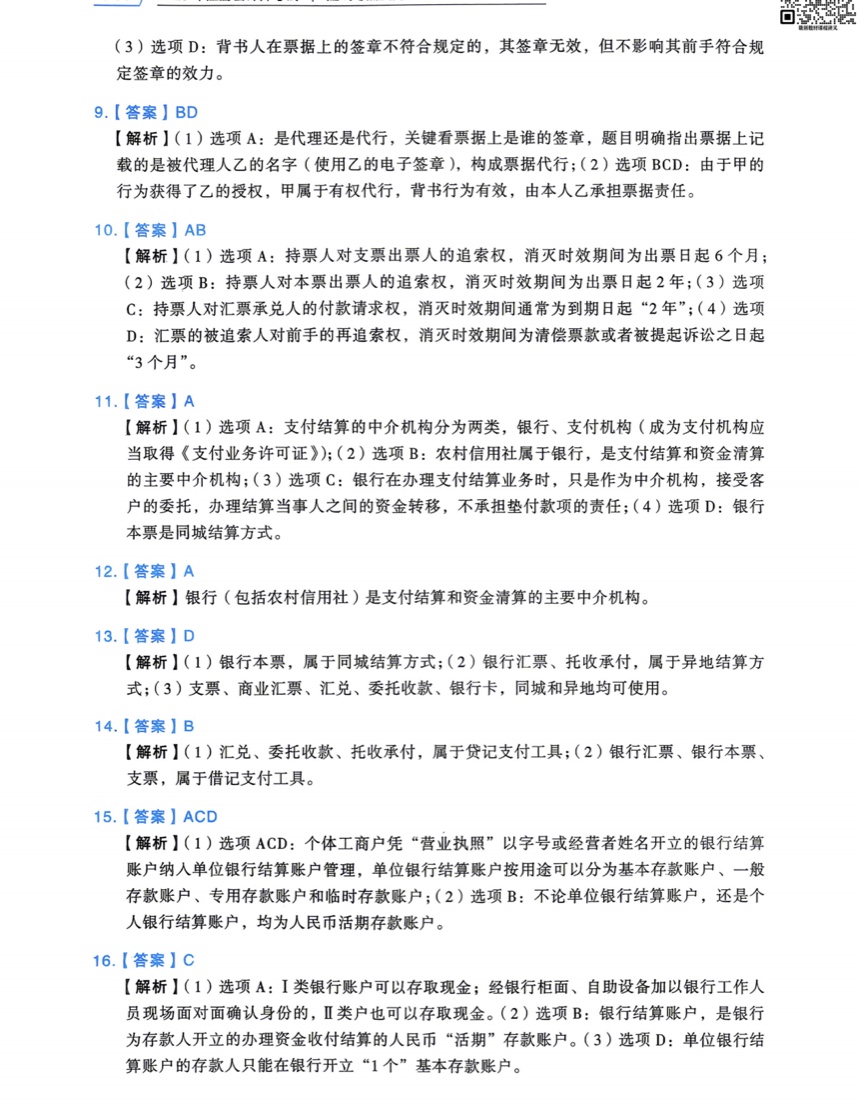 （3）选项 D：背书人在票据上的签章不符合规定的，其签章无效，但不影响其前手符合规
定签章的效力。
9.【答案】BD
【解析】（1）选项 A：是代理还是代行，关键看票据上是谁的签章，题目明确指出票据上记
载的是被代理人乙的名字（使用乙的电子签章），构成票据代行；（2）选项 BCD：由于甲的
行为获得了乙的授权，甲属于有权代行，背书行为有效，由本人乙承担票据责任。
10.【答案】AB
【解析】（1）选项 A：持票人对支票出票人的追索权，消灭时效期间为出票日起 6 个月；
（2）选项 B：持票人对本票出票人的追索权，消灭时效期间为出票日起 2 年；（3）选项
C：持票人对汇票承兑人的付款请求权，消灭时效期间通常为到期日起“2 年”；（4）选项
D：汇票的被追索人对前手的再追索权，消灭时效期间为清偿票款或者被提起诉讼之日起
“3 个月”。
11.【答案】A
【解析】（1）选项 A：支付结算的中介机构分为两类，银行、支付机构（成为支付机构应
当取得《支付业务许可证》）；（2）选项 B：农村信用社属于银行，是支付结算和资金清算
的主要中介机构；（3）选项 C：银行在办理支付结算业务时，只是作为中介机构，接受客
户的委托，办理结算当事人之间的资金转移，不承担垫付款项的责任；（4）选项 D：银行
本票是同城结算方式。
12.【答案】A
【解析】银行（包括农村信用社）是支付结算和资金清算的主要中介机构。
13.【答案】D
【解析】（1）银行本票，属于同城结算方式；（2）银行汇票、托收承付，属于异地结算方
式；（3）支票、商业汇票、汇兑、委托收款、银行卡，同城和异地均可使用。
14.【答案】B
【解析】（1）汇兑、委托收款、托收承付，属于贷记支付工具；（2）银行汇票、银行本票、
支票，属于借记支付工具。
15.【答案】ACD
【解析】（1）选项 ACD：个体工商户凭“营业执照”以字号或经营者姓名开立的银行结算
账户纳入单位银行结算账户管理，单位银行结算账户按用途可以分为基本存款账户、一般
存款账户、专用存款账户和临时存款账户；（2）选项 B：不论单位银行结算账户，还是个
人银行结算账户，均为人民币活期存款账户。
16.【答案】C
【解析】（1）选项 A：Ⅰ 类银行账户可以存取现金；经银行柜面、自助设备加以银行工作人
员现场面对面确认身份的，Ⅱ 类户也可以存取现金。（2）选项 B：银行结算账户，是银行
为存款人开立的办理资金收付结算的人民币“活期”存款账户。（3）选项 D：单位银行结
算账户的存款人只能在银行开立“1 个”基本存款账户。